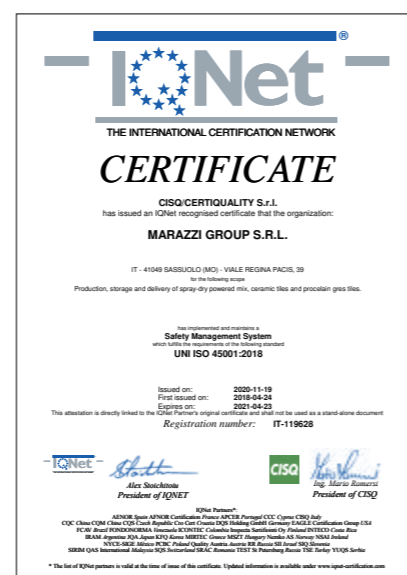 IQNet ®
THE INTERNATIONAL CERTIFICATION NETWORK
CERTIFICATE
CISQ/CERTIQUALITY S.r.l.
has issued an IQNet recognised certificate that the organization:
MARAZZI GROUP S.R.L.
IT - 41049 SASSUOLO (MO) - VIALE REGINA PACIS, 39
for the following scope
Production, storage and delivery of spray-dry powered mix, ceramic tiles and procelain gres tiles.
has implemented and maintains a
Safety Management System
which fulfils the requirements of the following standard
UNI ISO 45001:2018
Issued on: 2020-11-19
First issued on: 2018-04-24
Expires on: 2021-04-23
This attestation is directly linked to the IQNet Partner's original certificate and shall not be used as a stand-alone document
Registration number: IT-119628
IQNet
CISQ
Alex Stoichitoiu
President of IQNET
Ing. Mario Romersi
President of CISQ
IQNet Partners*:
AENOR Spain AFNOR Certification France APCER Portugal CCC Cyprus CISQ Italy
CQC China CQM China CQS Czech Republic Cro Cert Croatia DQS Holding GmbH Germany EAGLE Certification Group USA
FCAV Brazil FONDONORMA Venezuela ICONTEC Colombia Inspecta Sertifiointi Oy Finland INTECO Costa Rica
IRAM Argentina JQA Japan KFQ Korea MIRTEC Greece MSZT Hungary Nemko AS Norway NSAI Ireland
NYCE-SIGE México PCBC Poland Quality Austria Austria RR Russia SII Israel SIQ Slovenia
SIRIM QAS International Malaysia SQS Switzerland SRAC Romania TEST St Petersburg Russia TSE Turkey YUQS Serbia
* The list of IQNet partners is valid at the time of issue of this certificate. Updated information is available under www.iqnet-certification.com